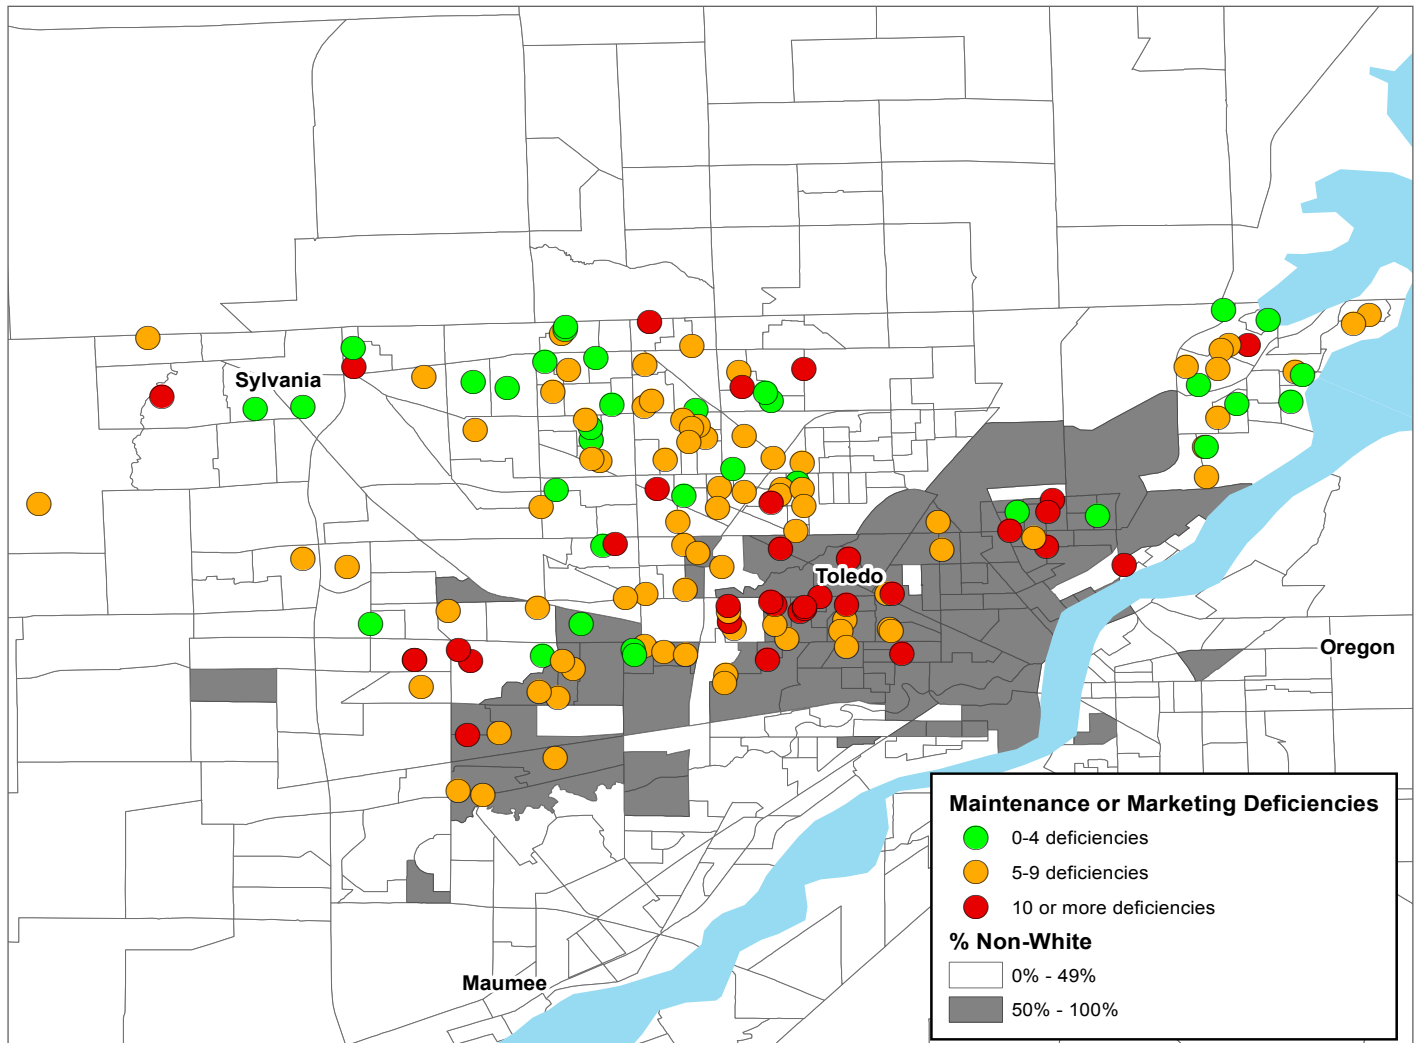 Sylvania
Toledo
Oregon
Maumee
Maintenance or Marketing Deficiencies
0-4 deficiencies
5-9 deficiencies
10 or more deficiencies
% Non-White
0% - 49%
50% - 100%